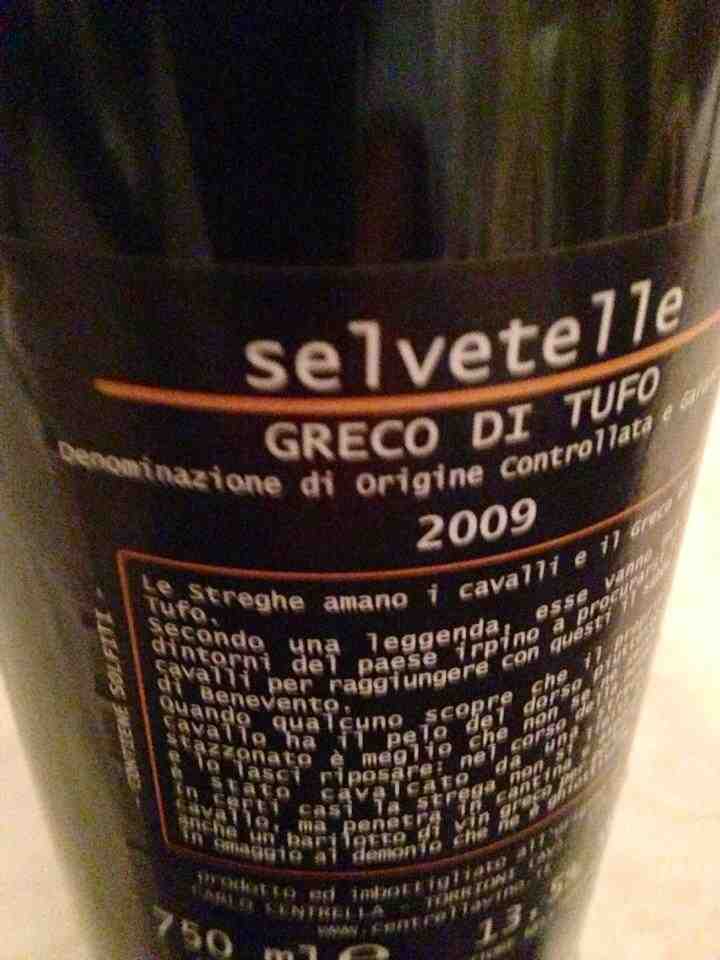 selvetelle
GRECO DI TUFO
Denominazione di Origine Controllata e
2009
Le streghe amano i cavalli e il Greco di
Tufo.
Secondo una leggenda, esse vanno
dintorni del paese irpino a procurarsi
cavalli per raggiungere con questi il
di Benevento.
Quando qualcuno scopre che il
cavallo ha il pelo del dorso
stazzonato è meglio che non se ne
e lo lasci riposare: nel corso della
è stato cavalcato da una
in certi casi la strega non si
cavallo, ma penetra in cantina
anche un barilotto di vin greco per
in omaggio al demonio che ne è
prodotto ed imbottigliato all'
CARLO CENTRELLA - TORRIONI
www.centrellavini
750 ml e 13.5
- CONTIENE SOLFITI -